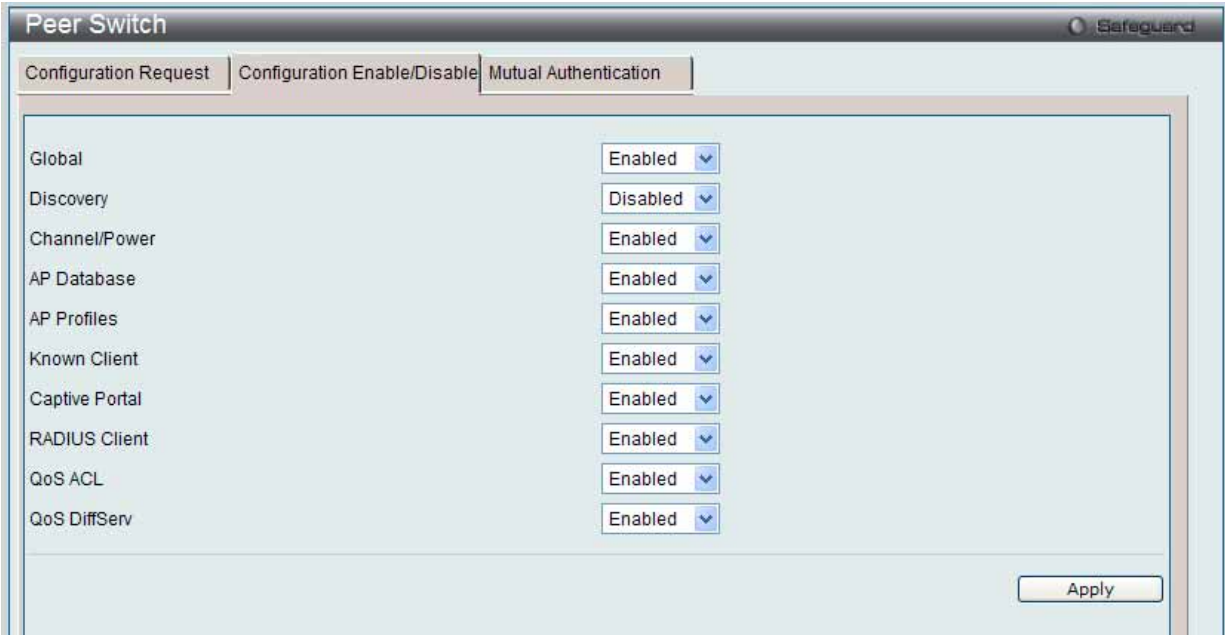 Peer Switch
Safeguard
Configuration Request
Configuration Enable/Disable
Mutual Authentication
Global Enabled
Discovery Disabled
Channel/Power Enabled
AP Database Enabled
AP Profiles Enabled
Known Client Enabled
Captive Portal Enabled
RADIUS Client Enabled
QoS ACL Enabled
QoS DiffServ Enabled
Apply